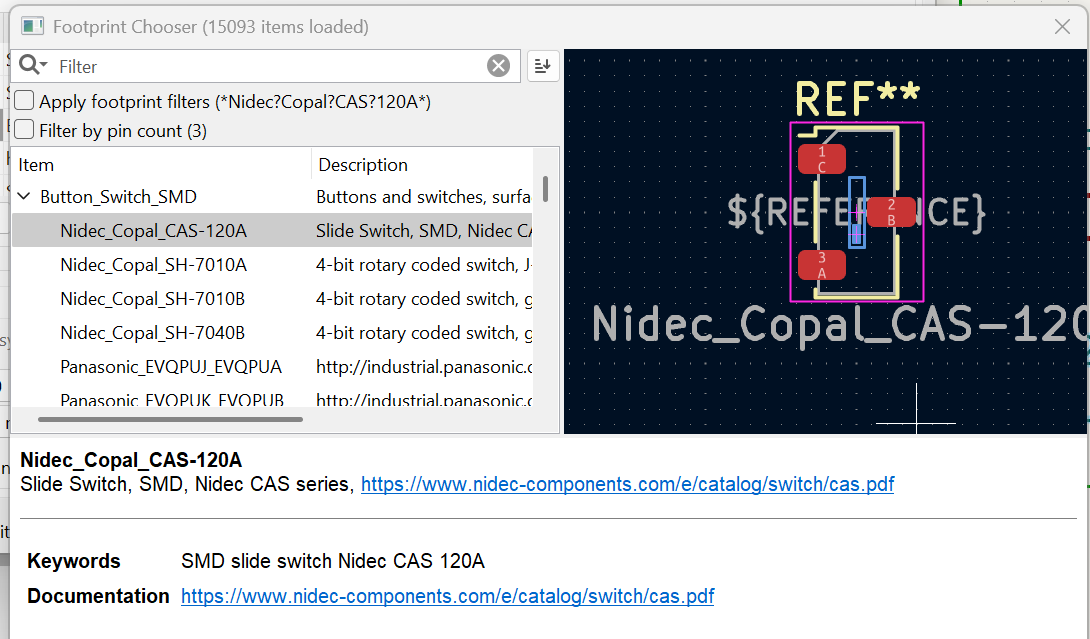 Footprint Chooser (15093 items loaded)
Filter
Apply footprint filters (*Nidec?Copal?CAS?120A*)
Filter by pin count (3)
Item Description
Button_Switch_SMD Buttons and switches, surfa
Nidec_Copal_CAS-120A Slide Switch, SMD, Nidec CA
Nidec_Copal_SH-7010A 4-bit rotary coded switch, J-
Nidec_Copal_SH-7010B 4-bit rotary coded switch, g
Nidec_Copal_SH-7040B 4-bit rotary coded switch, g
Panasonic_EVQPUJ_EVQPUA http://industrial.panasonic.c
Panasonic_EVQPUK_EVQPUB http://industrial.panasonic.c
REF**
1
C
${REFERENCE}
2
B
3
A
Nidec_Copal_CAS-120
Nidec_Copal_CAS-120A
Slide Switch, SMD, Nidec CAS series, https://www.nidec-components.com/e/catalog/switch/cas.pdf
Keywords SMD slide switch Nidec CAS 120A
Documentation https://www.nidec-components.com/e/catalog/switch/cas.pdf